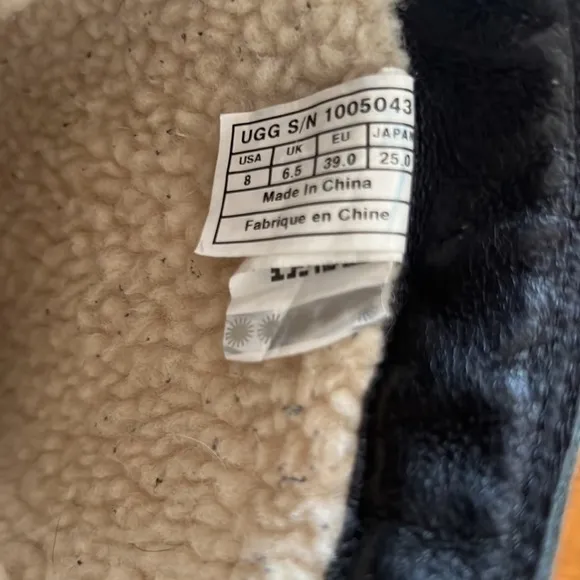 UGG S/N 1005043
USA UK EU JAPAN
8 6.5 39.0 25.0
Made In China
Fabrique en Chine